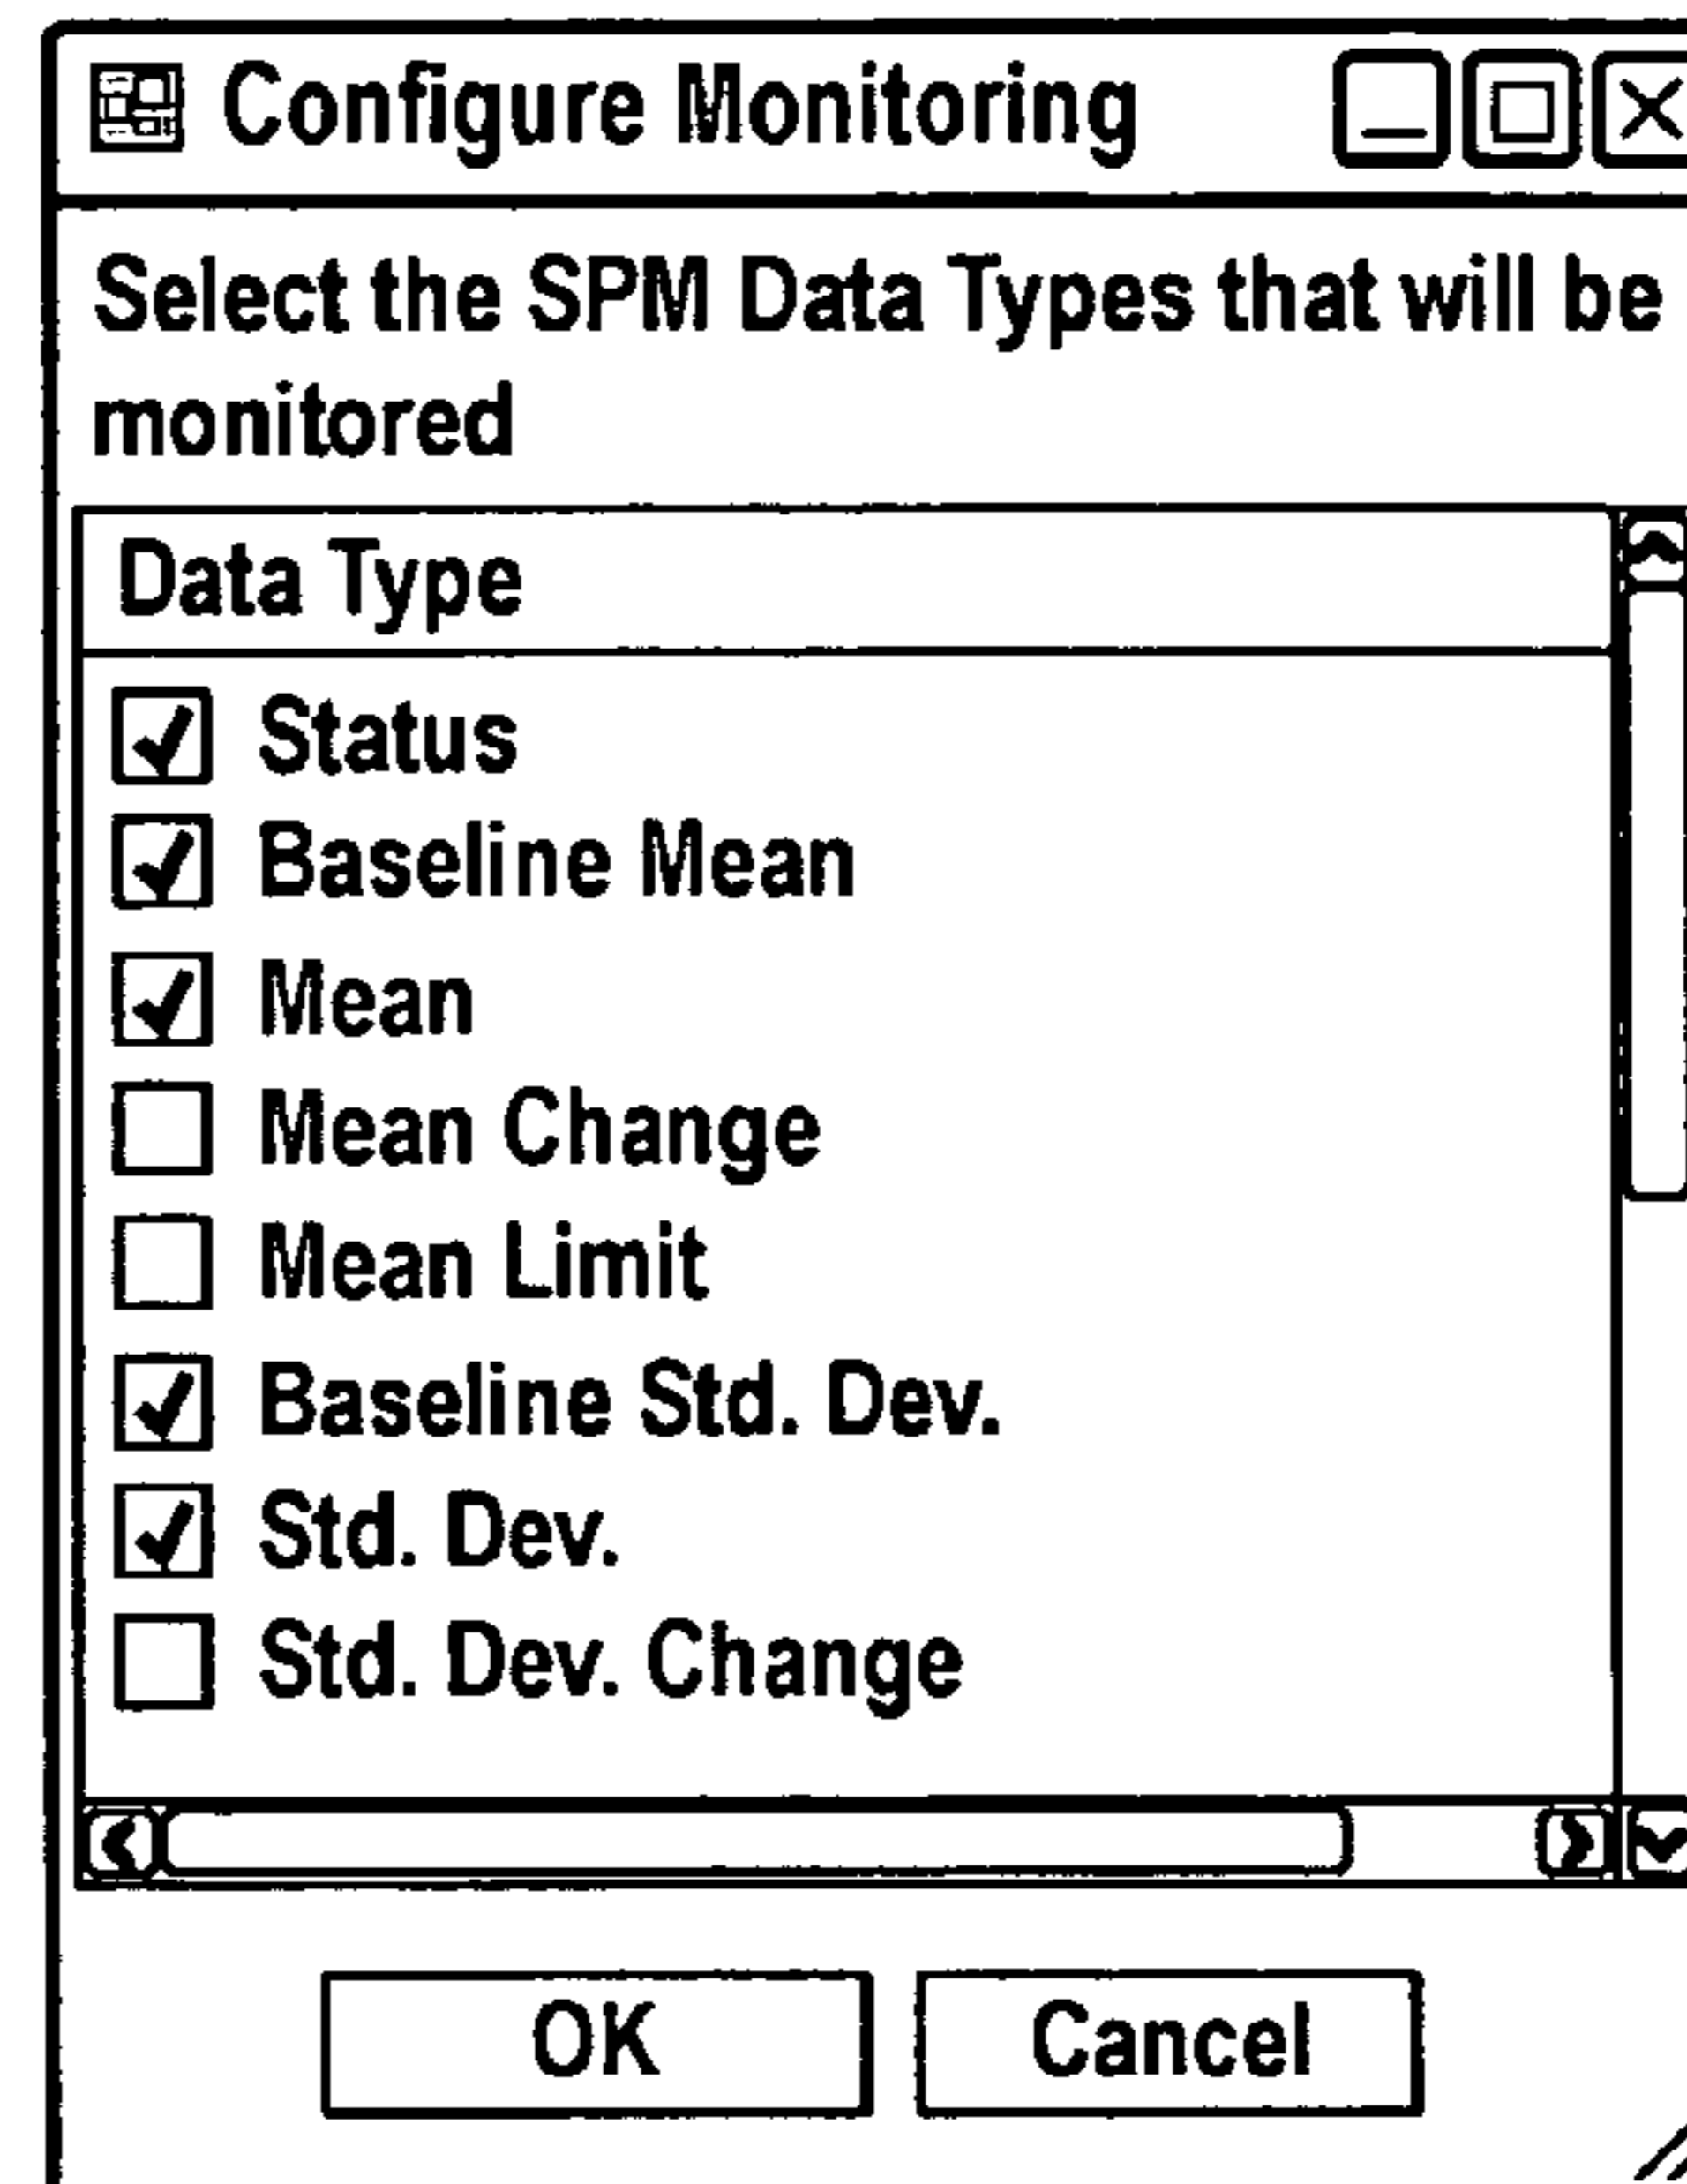 Configure Monitoring
Select the SPM Data Types that will be
monitored
Data Type
Status
Baseline Mean
Mean
Mean Change
Mean Limit
Baseline Std. Dev.
Std. Dev.
Std. Dev. Change
OK
Cancel